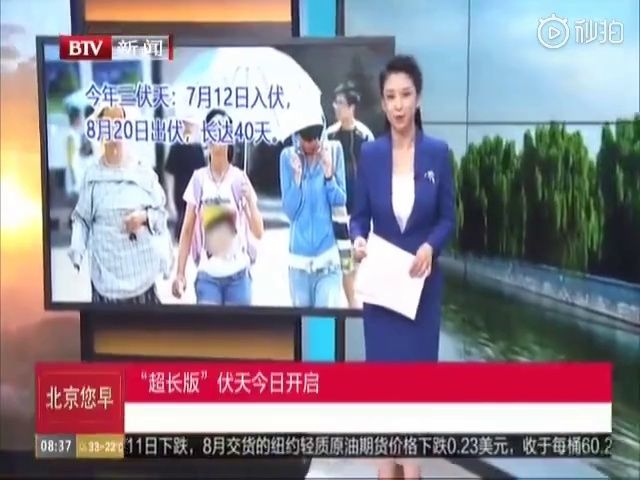 BTV 新闻
秒拍
今年三伏天：7月12日入伏，
8月20日出伏，长达40天。
北京您早
“超长版”伏天今日开启
08:37
33~22
11日下跌，8月交货的纽约轻质原油期货价格下跌0.23美元，收于每桶60.2